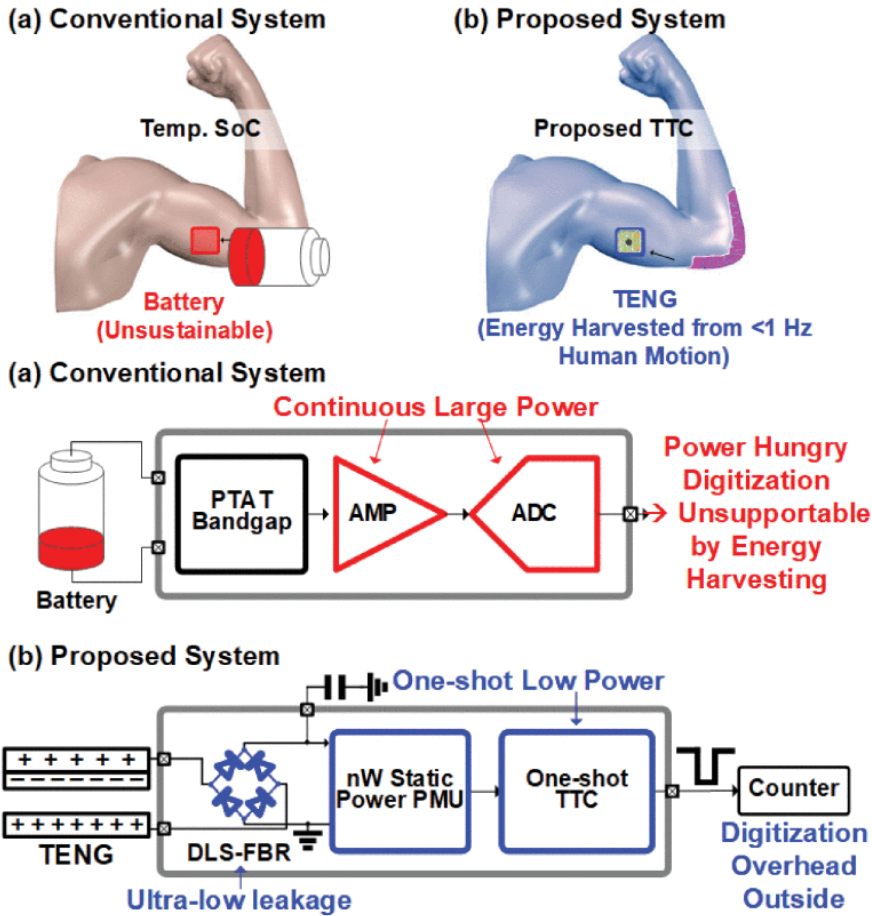 (a) Conventional System
(b) Proposed System
Temp. SoC
Proposed TTC
Battery
(Unsustainable)
TENG
(Energy Harvested from <1 Hz
Human Motion)
(a) Conventional System
Continuous Large Power
PTAT
Bandgap
AMP
ADC
Power Hungry
Digitization
Unsupportable
by Energy
Harvesting
Battery
(b) Proposed System
One-shot Low Power
+ + + + +
− − − − − −
+ + + + + + +
TENG
DLS-FBR
nW Static
Power PMU
One-shot
TTC
Counter
Ultra-low leakage
Digitization
Overhead
Outside